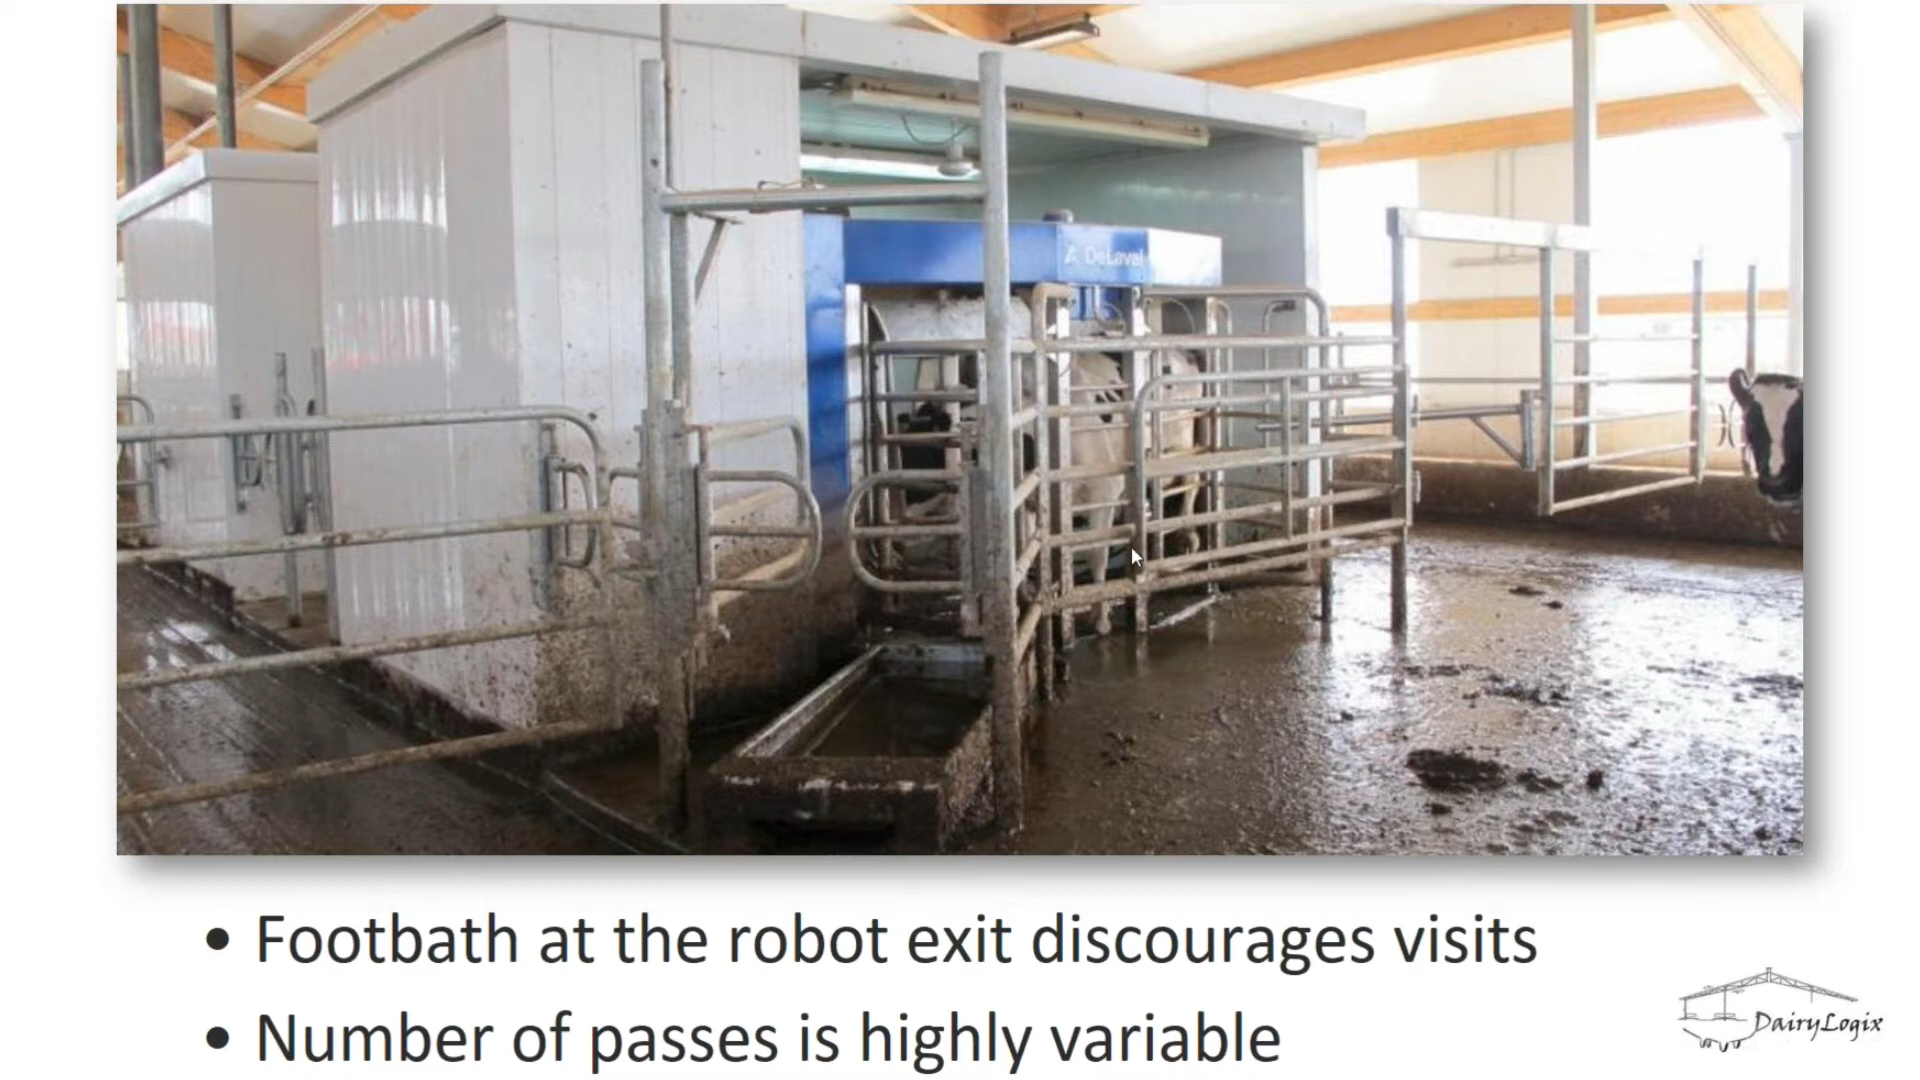 DeLaval
• Footbath at the robot exit discourages visits
• Number of passes is highly variable
DairyLogix